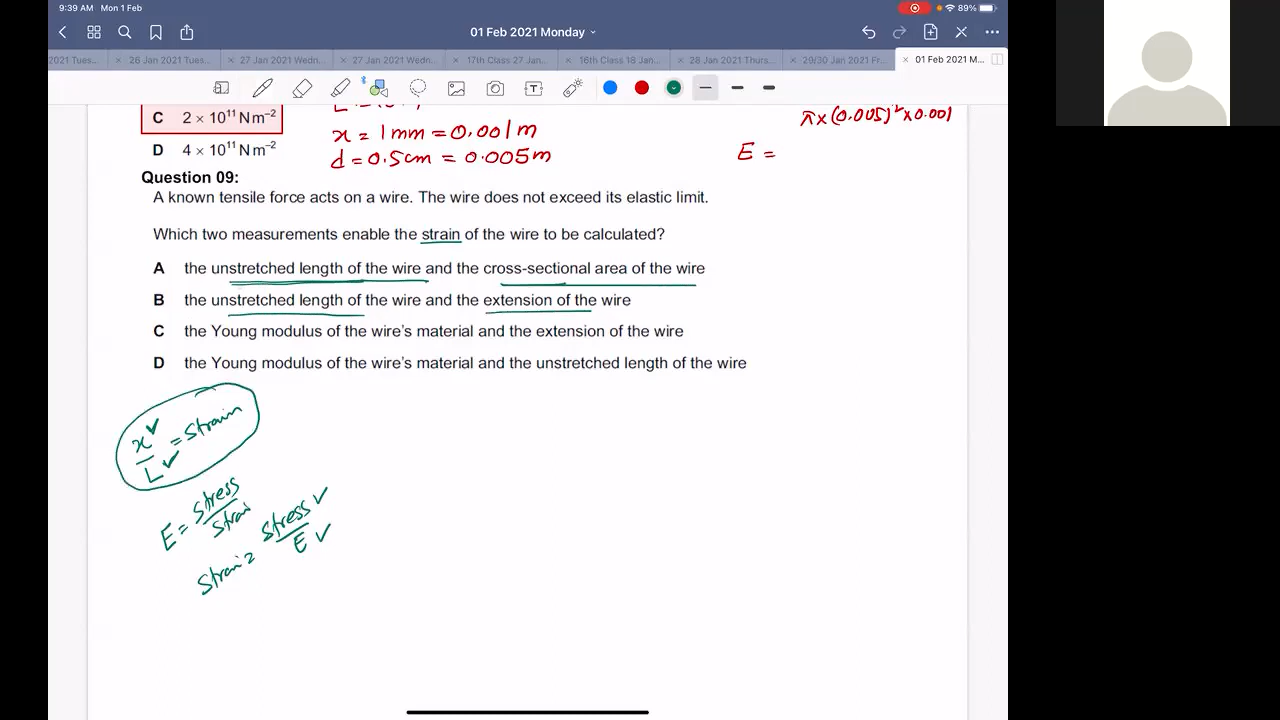 9:39 AM Mon 1 Feb
89%
01 Feb 2021 Monday
2021 Tues...
26 Jan 2021 Tues...
27 Jan 2021 Wedn...
27 Jan 2021 Wedn...
17th Class 27 Jan...
16th Class 18 Jan...
28 Jan 2021 Thurs...
29/30 Jan 2021 Fr...
01 Feb 2021 M...
C 2 × 10¹¹ N m⁻²
π × (0.005)² × 0.001
x = 1 mm = 0.001 m
D 4 × 10¹¹ N m⁻²
d = 0.5 cm = 0.005 m
E =
Question 09:
A known tensile force acts on a wire. The wire does not exceed its elastic limit.
Which two measurements enable the strain of the wire to be calculated?
A the unstretched length of the wire and the cross-sectional area of the wire
B the unstretched length of the wire and the extension of the wire
C the Young modulus of the wire's material and the extension of the wire
D the Young modulus of the wire's material and the unstretched length of the wire
x✓/L✓ = strain
E = stress/strai
strai = stress✓/E✓